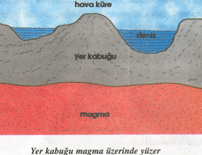 hava küre
deniz
yer kabuğu
magma
Yer kabuğu magma üzerinde yüzer